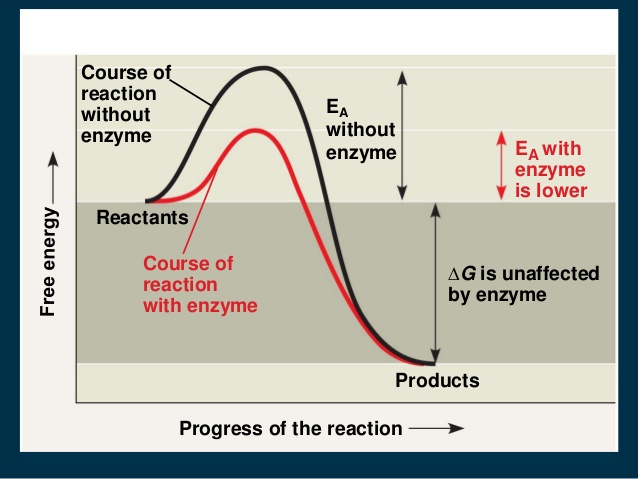 Course of
reaction
without
enzyme
EA
without
enzyme
EA with
enzyme
is lower
Reactants
Course of
reaction
with enzyme
ΔG is unaffected
by enzyme
Products
Free energy
Progress of the reaction